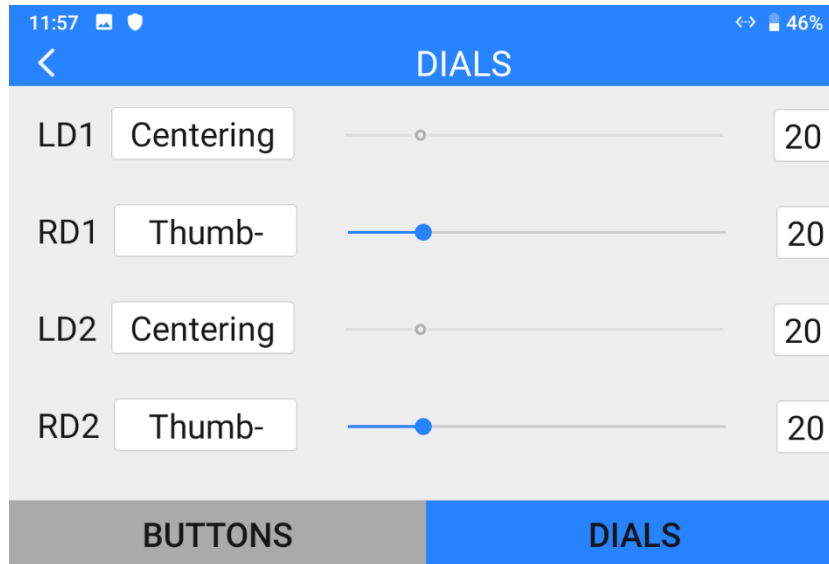 11:57 46%
DIALS
LD1 Centering 20
RD1 Thumb- 20
LD2 Centering 20
RD2 Thumb- 20
BUTTONS DIALS